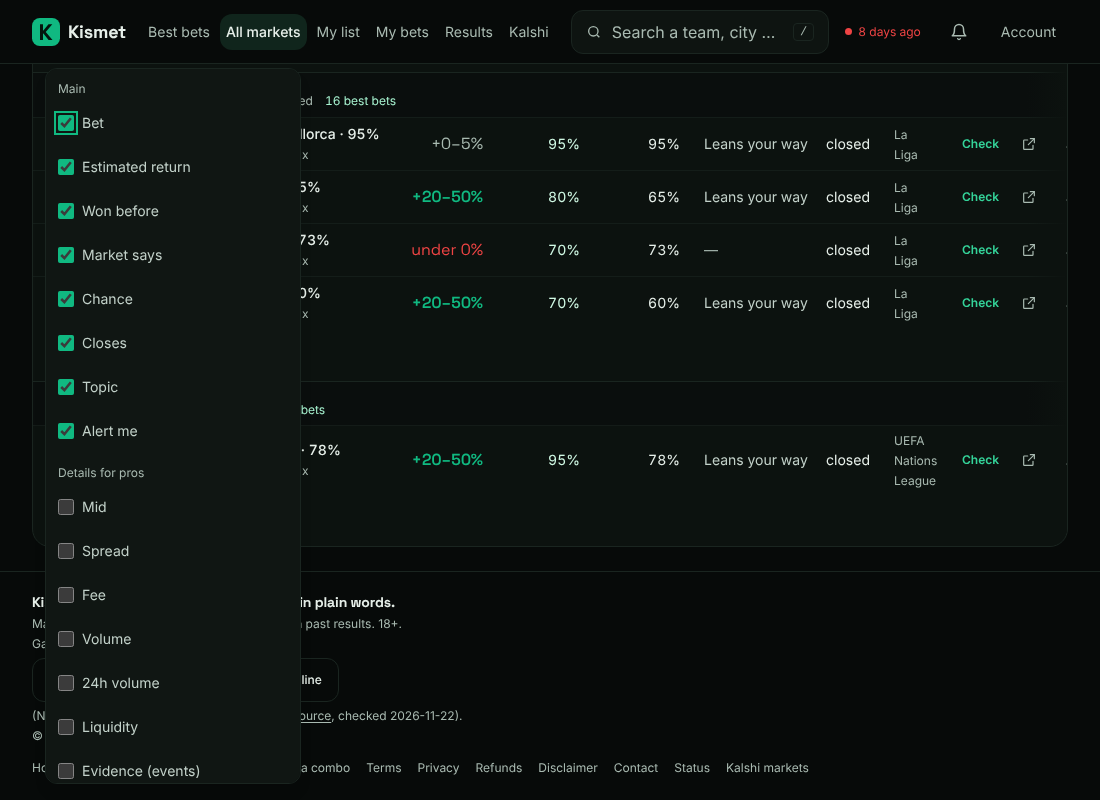 Kismet
Best bets
All markets
My list
My bets
Results
Kalshi
Search a team, city ...
/
8 days ago
Account
Main
Bet
Estimated return
Won before
Market says
Chance
Closes
Topic
Alert me
Details for pros
Mid
Spread
Fee
Volume
24h volume
Liquidity
Evidence (events)
16 best bets
95%
+0–5% 95% 95% Leans your way closed La Liga Check
+20–50% 80% 65% Leans your way closed La Liga Check
73%
under 0% 70% 73% — closed La Liga Check
+20–50% 70% 60% Leans your way closed La Liga Check
bets
· 78%
+20–50% 95% 78% Leans your way closed UEFA Nations League Check
in plain words.
past results. 18+.
, checked 2026-11-22).
©
a combo
Terms
Privacy
Refunds
Disclaimer
Contact
Status
Kalshi markets